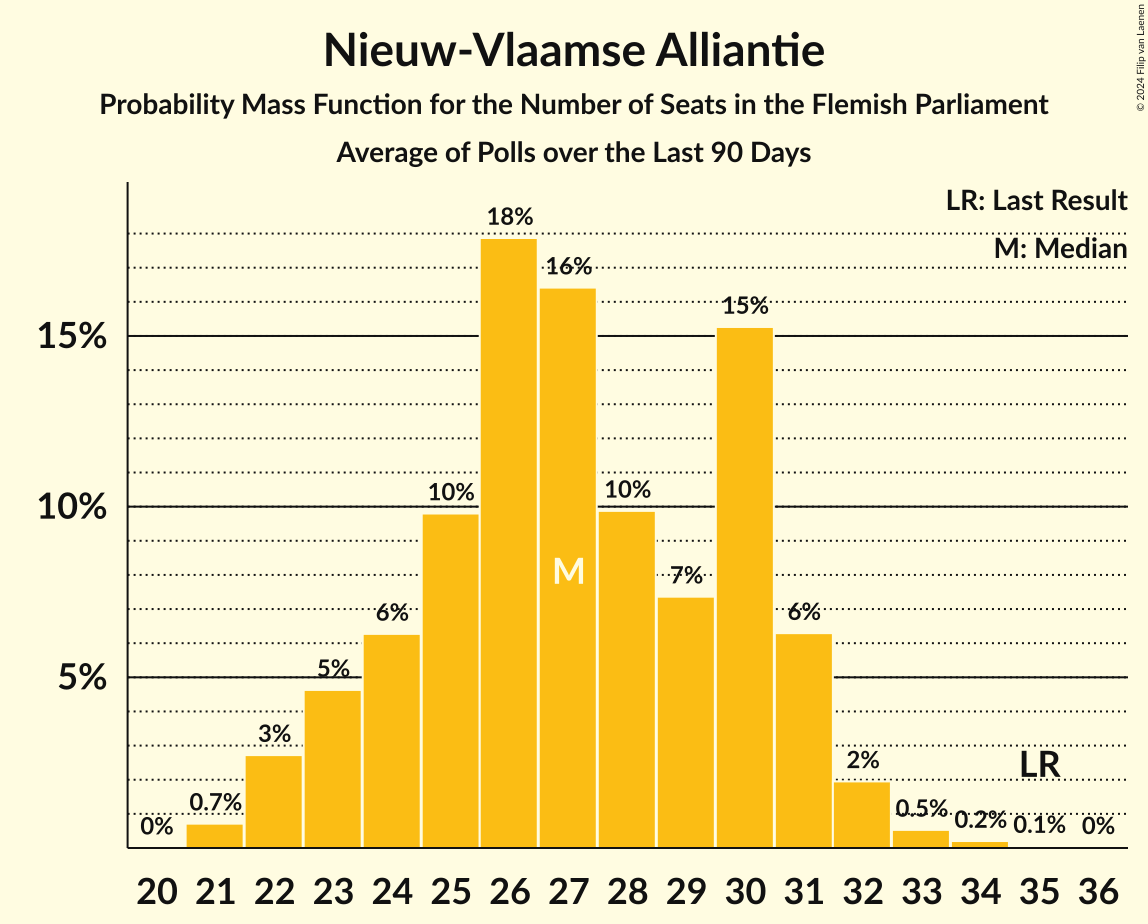 Nieuw-Vlaamse Alliantie
Probability Mass Function for the Number of Seats in the Flemish Parliament
Average of Polls over the Last 90 Days
© 2024 Filip van Laenen
LR: Last Result
M: Median
18%
16%
15%
15%
10%
10%
10%
M
7%
6%
6%
5%
5%
3%
2%
LR
0.7%
0.5%
0.2%
0.1%
0%
0%
20 21 22 23 24 25 26 27 28 29 30 31 32 33 34 35 36